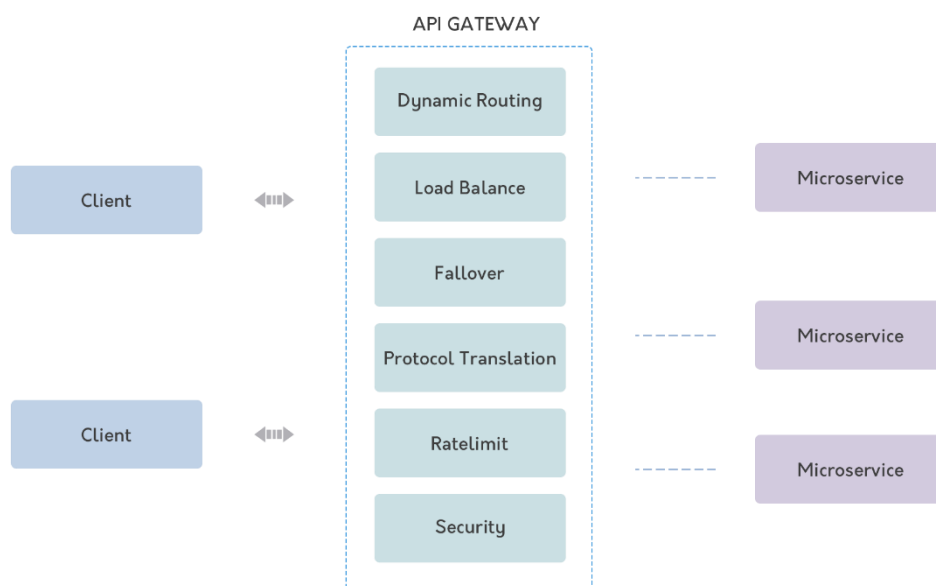 API GATEWAY
Dynamic Routing
Load Balance
Fallover
Protocol Translation
Ratelimit
Security
Client
Client
Microservice
Microservice
Microservice